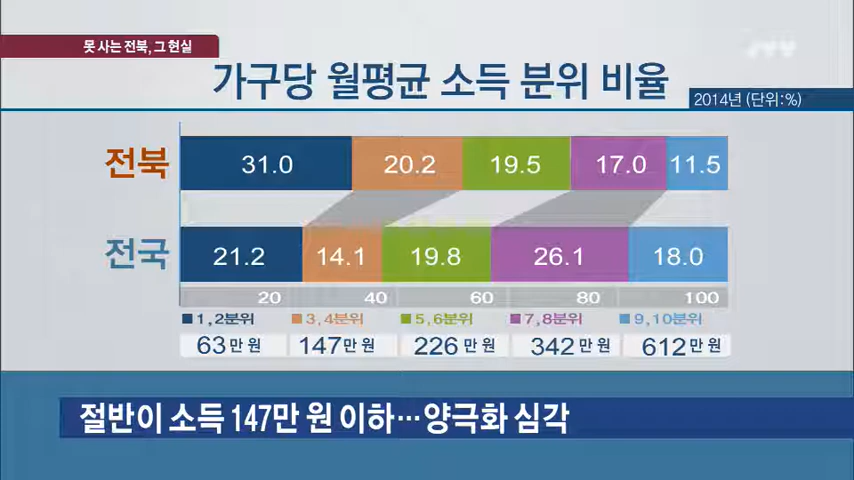 못 사는 전북, 그 현실
JTV
가구당 월평균 소득 분위 비율
2014년 (단위:%)
전북 31.0 20.2 19.5 17.0 11.5
전국 21.2 14.1 19.8 26.1 18.0
20 40 60 80 100
1,2분위 3,4분위 5,6분위 7,8분위 9,10분위
63만 원 147만 원 226만 원 342만 원 612만 원
절반이 소득 147만 원 이하…양극화 심각